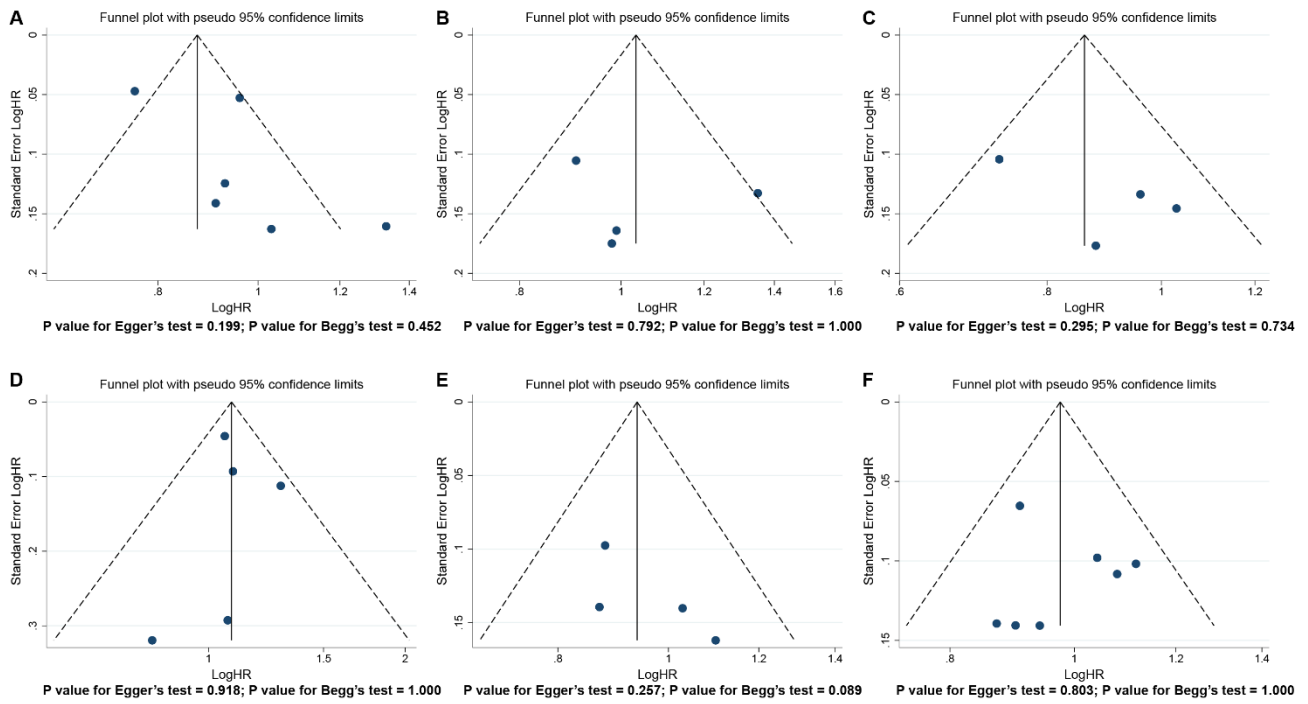 A
Funnel plot with pseudo 95% confidence limits
Standard Error LogHR
0
.05
.1
.15
.2
.8
1
1.2
1.4
LogHR
P value for Egger’s test = 0.199; P value for Begg’s test = 0.452
B
Funnel plot with pseudo 95% confidence limits
Standard Error LogHR
0
.05
.1
.15
.2
.8
1
1.2
1.4
1.6
LogHR
P value for Egger’s test = 0.792; P value for Begg’s test = 1.000
C
Funnel plot with pseudo 95% confidence limits
Standard Error LogHR
0
.05
.1
.15
.2
.6
.8
1
1.2
LogHR
P value for Egger’s test = 0.295; P value for Begg’s test = 0.734
D
Funnel plot with pseudo 95% confidence limits
Standard Error LogHR
0
.1
.2
.3
1
1.5
2
LogHR
P value for Egger’s test = 0.918; P value for Begg’s test = 1.000
E
Funnel plot with pseudo 95% confidence limits
Standard Error LogHR
0
.05
.1
.15
.8
1
1.2
1.4
LogHR
P value for Egger’s test = 0.257; P value for Begg’s test = 0.089
F
Funnel plot with pseudo 95% confidence limits
Standard Error LogHR
0
.05
.1
.15
.8
1
1.2
1.4
LogHR
P value for Egger’s test = 0.803; P value for Begg’s test = 1.000